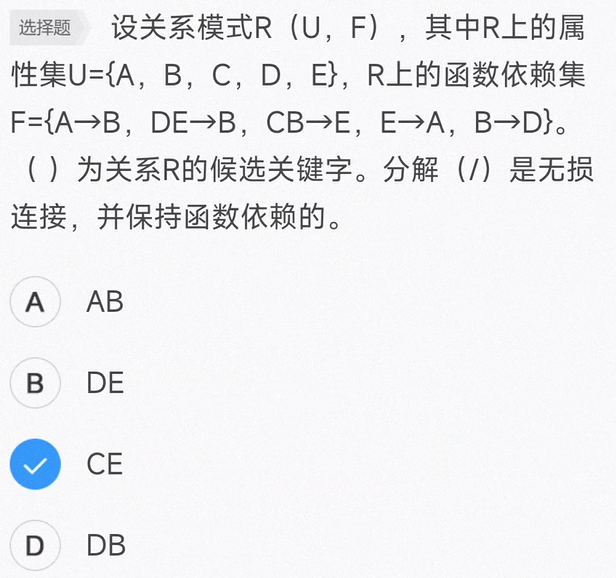 选择题 设关系模式R（U，F），其中R上的属
性集U={A，B，C，D，E}，R上的函数依赖集
F={A→B，DE→B，CB→E，E→A，B→D}。
（ ）为关系R的候选关键字。分解（/）是无损
连接，并保持函数依赖的。
A AB
B DE
CE
D DB